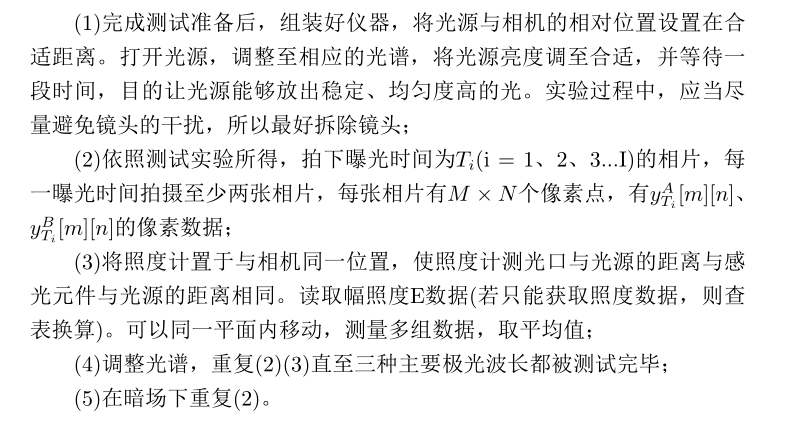 (1)完成测试准备后，组装好仪器，将光源与相机的相对位置设置在合
适距离。打开光源，调整至相应的光谱，将光源亮度调至合适，并等待一
段时间，目的让光源能够放出稳定、均匀度高的光。实验过程中，应当尽
量避免镜头的干扰，所以最好拆除镜头；
(2)依照测试实验所得，拍下曝光时间为$T_i$(i = 1、2、3...I)的相片，每
一曝光时间拍摄至少两张相片，每张相片有$M \times N$个像素点，有$y_{T_i}^{A}[m][n]$、
$y_{T_i}^{B}[m][n]$的像素数据；
(3)将照度计置于与相机同一位置，使照度计测光口与光源的距离与感
光元件与光源的距离相同。读取幅照度E数据(若只能获取照度数据，则查
表换算)。可以同一平面内移动，测量多组数据，取平均值；
(4)调整光谱，重复(2)(3)直至三种主要极光波长都被测试完毕；
(5)在暗场下重复(2)。